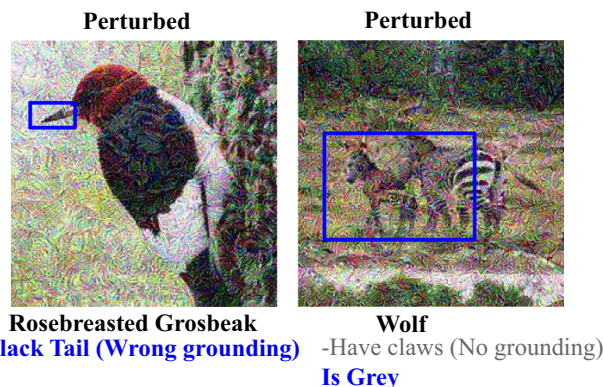 Perturbed
Perturbed
Rosebreasted Grosbeak
lack Tail (Wrong grounding)
Wolf
-Have claws (No grounding)
Is Grey